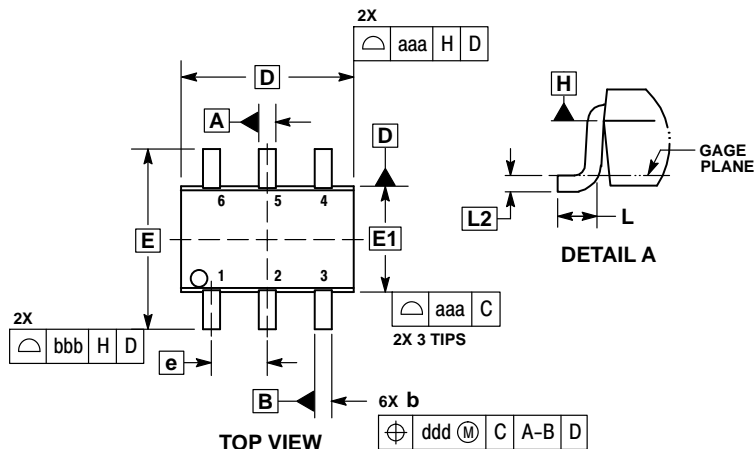 2X
⌓ aaa H D
D
A
D
H
GAGE
PLANE
6 5 4
E
E1
L2
L
DETAIL A
1 2 3
2X
⌓ bbb H D
⌓ aaa C
2X 3 TIPS
e
B
6X b
⌖ ddd Ⓜ C A-B D
TOP VIEW